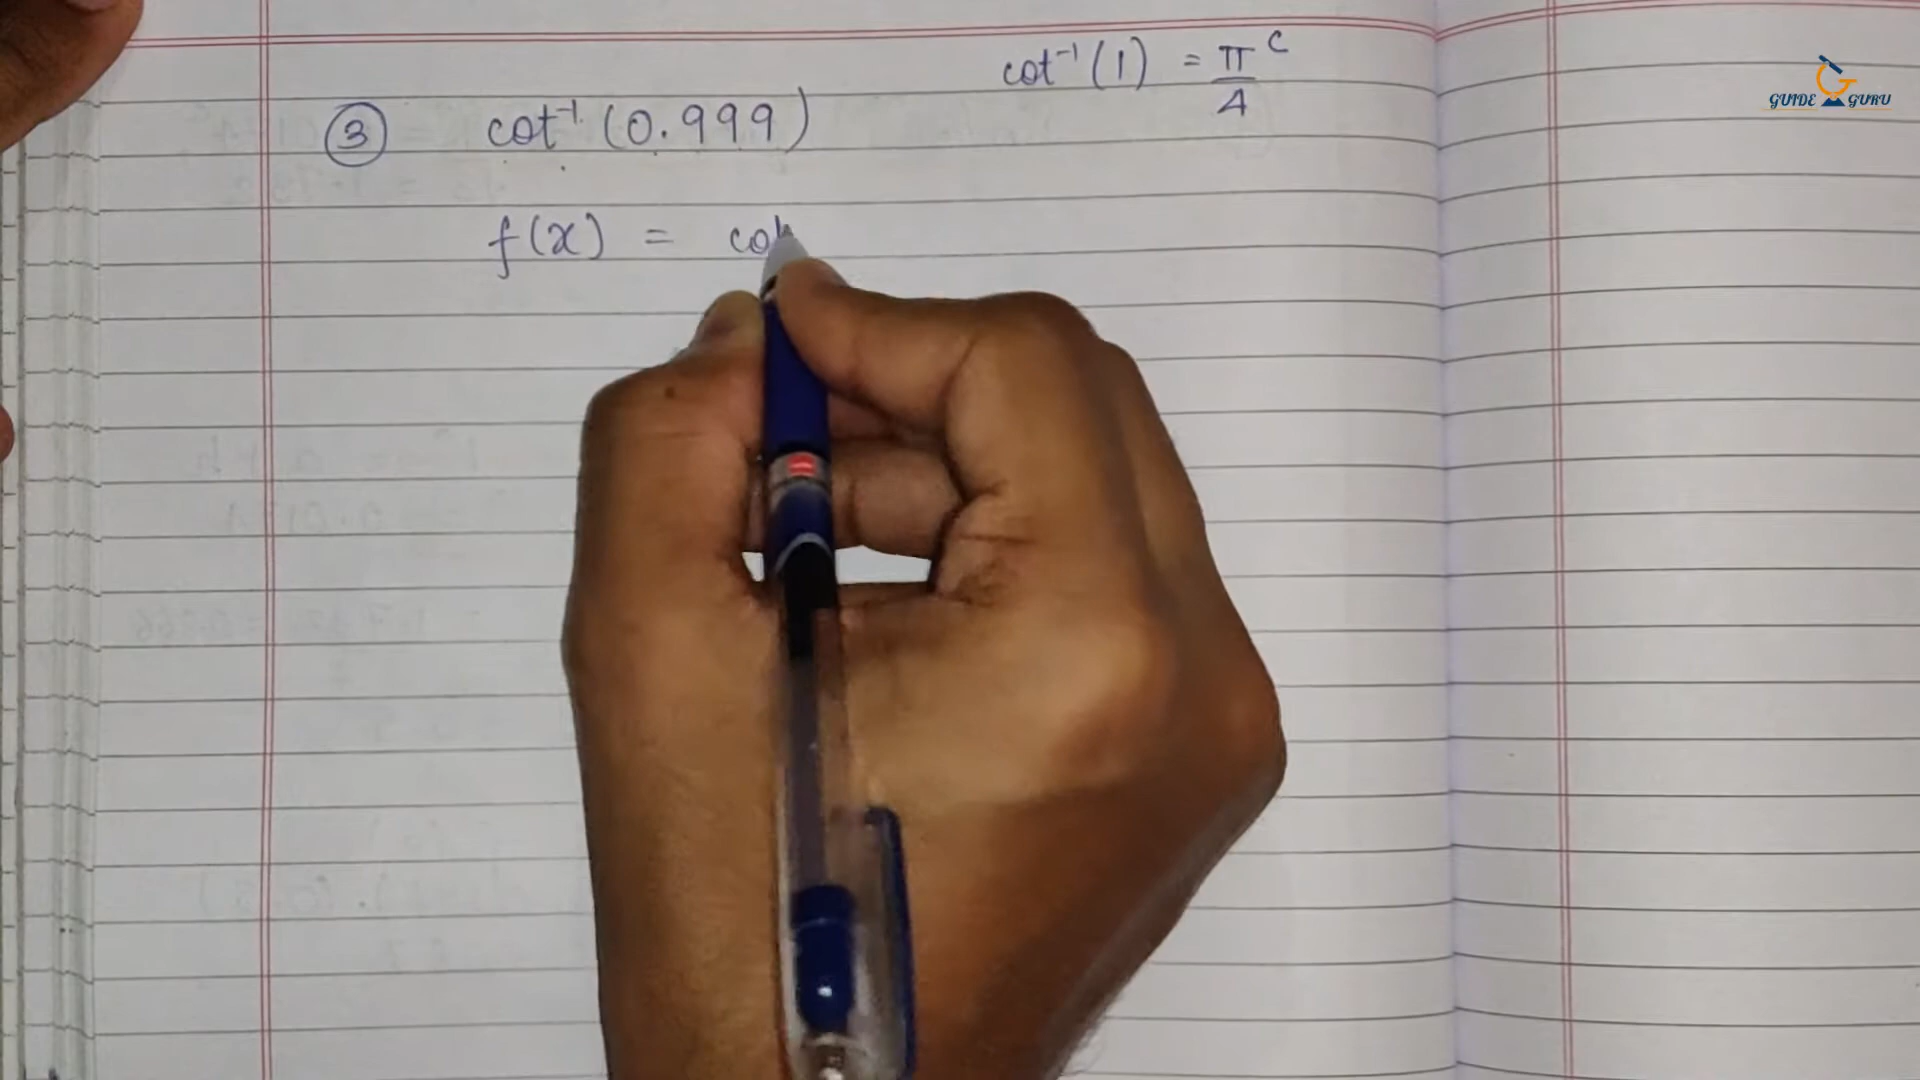 cot⁻¹(1) = π/4 ᶜ
③ cot⁻¹(0.999)
f(x) = cot
GUIDE GURU